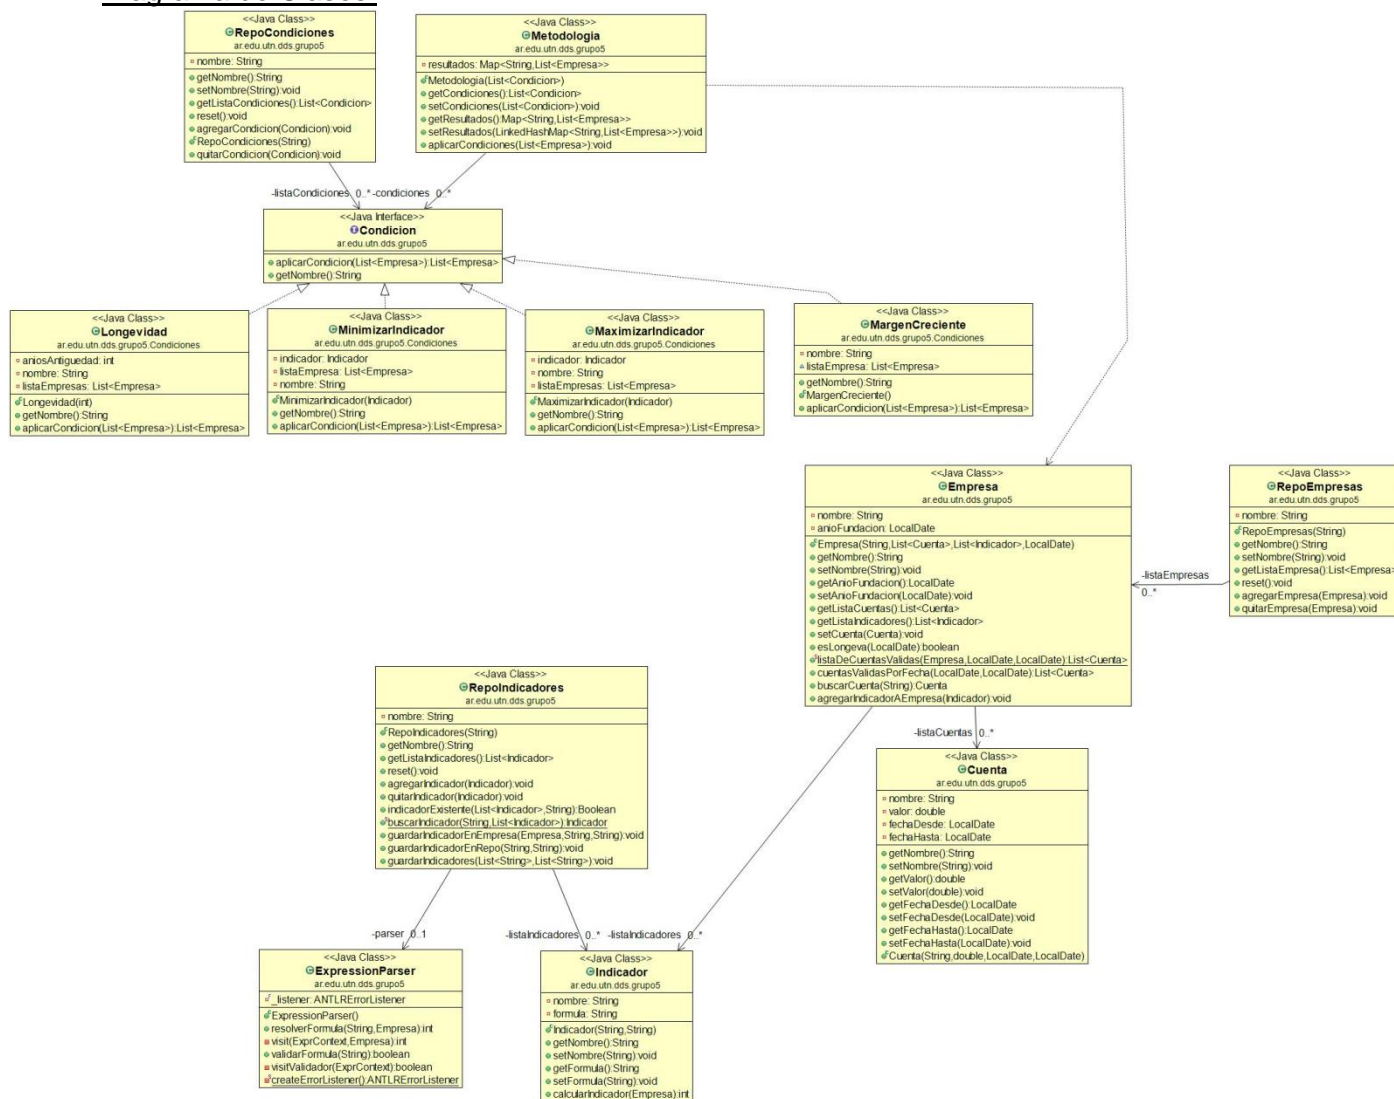 Diagrama de Clases:
<<Java Class>>
RepoCondiciones
ar.edu.utn.dds.grupo5
nombre: String
getNombre():String
setNombre(String):void
getListaCondiciones():List<Condicion>
reset():void
agregarCondicion(Condicion):void
RepoCondiciones(String)
quitarCondicion(Condicion):void
<<Java Class>>
Metodologia
ar.edu.utn.dds.grupo5
resultados: Map<String,List<Empresa>>
Metodologia(List<Condicion>)
getCondiciones():List<Condicion>
setCondiciones(List<Condicion>):void
getResultados():Map<String,List<Empresa>>
setResultados(LinkedHashMap<String,List<Empresa>>):void
aplicarCondiciones(List<Empresa>):void
-listaCondiciones 0..*
-condiciones 0..*
<<Java Interface>>
Condicion
ar.edu.utn.dds.grupo5
aplicarCondicion(List<Empresa>):List<Empresa>
getNombre():String
<<Java Class>>
Longevidad
ar.edu.utn.dds.grupo5.Condiciones
aniosAntiguedad: int
nombre: String
listaEmpresas: List<Empresa>
Longevidad(int)
getNombre():String
aplicarCondicion(List<Empresa>):List<Empresa>
<<Java Class>>
MinimizarIndicador
ar.edu.utn.dds.grupo5.Condiciones
indicador: Indicador
listaEmpresa: List<Empresa>
nombre: String
MinimizarIndicador(Indicador)
getNombre():String
aplicarCondicion(List<Empresa>):List<Empresa>
<<Java Class>>
MaximizarIndicador
ar.edu.utn.dds.grupo5.Condiciones
indicador: Indicador
nombre: String
listaEmpresas: List<Empresa>
MaximizarIndicador(Indicador)
getNombre():String
aplicarCondicion(List<Empresa>):List<Empresa>
<<Java Class>>
MargenCreciente
ar.edu.utn.dds.grupo5.Condiciones
nombre: String
listaEmpresa: List<Empresa>
getNombre():String
MargenCreciente()
aplicarCondicion(List<Empresa>):List<Empresa>
<<Java Class>>
Empresa
ar.edu.utn.dds.grupo5
nombre: String
anioFundacion: LocalDate
Empresa(String,List<Cuenta>,List<Indicador>,LocalDate)
getNombre():String
setNombre(String):void
getAnioFundacion():LocalDate
setAnioFundacion(LocalDate):void
getListaCuentas():List<Cuenta>
getListaIndicadores():List<Indicador>
setCuenta(Cuenta):void
esLongeva(LocalDate):boolean
listaDeCuentasValidas(Empresa,LocalDate,LocalDate):List<Cuenta>
cuentasValidasPorFecha(LocalDate,LocalDate):List<Cuenta>
buscarCuenta(String):Cuenta
agregarIndicadorAEmpresa(Indicador):void
<<Java Class>>
RepoEmpresas
ar.edu.utn.dds.grupo5
nombre: String
RepoEmpresas(String)
getNombre():String
setNombre(String):void
getListaEmpresa():List<Empresa>
reset():void
agregarEmpresa(Empresa):void
quitarEmpresa(Empresa):void
-listaEmpresas
0..*
<<Java Class>>
RepoIndicadores
ar.edu.utn.dds.grupo5
nombre: String
RepoIndicadores(String)
getNombre():String
getListaIndicadores():List<Indicador>
reset():void
agregarIndicador(Indicador):void
quitarIndicador(Indicador):void
indicadorExistente(List<Indicador>,String):Boolean
buscarIndicador(String,List<Indicador>):Indicador
guardarIndicadorEnEmpresa(Empresa,String,String):void
guardarIndicadorEnRepo(String,String):void
guardarIndicadores(List<String>,List<String>):void
-listaCuentas 0..*
<<Java Class>>
Cuenta
ar.edu.utn.dds.grupo5
nombre: String
valor: double
fechaDesde: LocalDate
fechaHasta: LocalDate
getNombre():String
setNombre(String):void
getValor():double
setValor(double):void
getFechaDesde():LocalDate
setFechaDesde(LocalDate):void
getFechaHasta():LocalDate
setFechaHasta(LocalDate):void
Cuenta(String,double,LocalDate,LocalDate)
-parser 0..1
-listaIndicadores 0..*
-listaIndicadores 0..*
<<Java Class>>
ExpressionParser
ar.edu.utn.dds.grupo5
_listener: ANTLRErrorListener
ExpressionParser()
resolverFormula(String,Empresa):int
visit(ExprContext,Empresa):int
validarFormula(String):boolean
visitValidador(ExprContext):boolean
createErrorListener():ANTLRErrorListener
<<Java Class>>
Indicador
ar.edu.utn.dds.grupo5
nombre: String
formula: String
Indicador(String,String)
getNombre():String
setNombre(String):void
getFormula():String
setFormula(String):void
calcularIndicador(Empresa):int